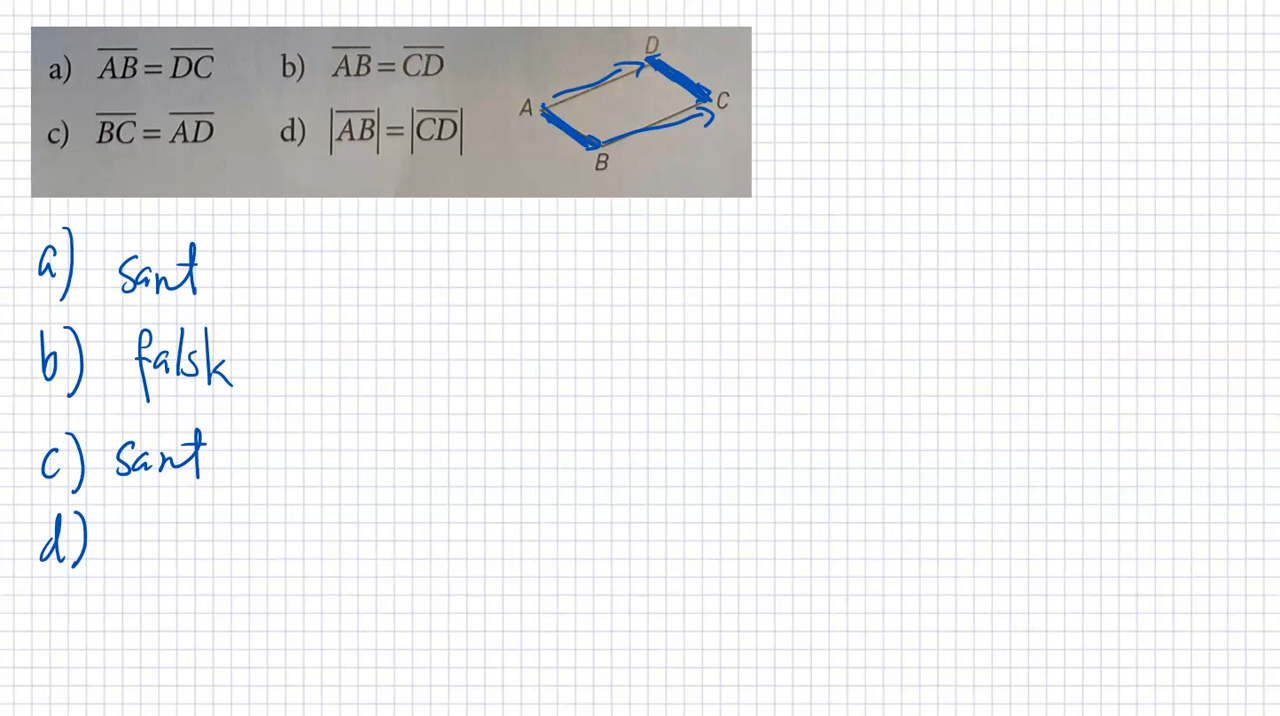 a) AB = DC b) AB = CD
c) BC = AD d) |AB| = |CD|
D
A
C
B
a) sant
b) falsk
c) sant
d)